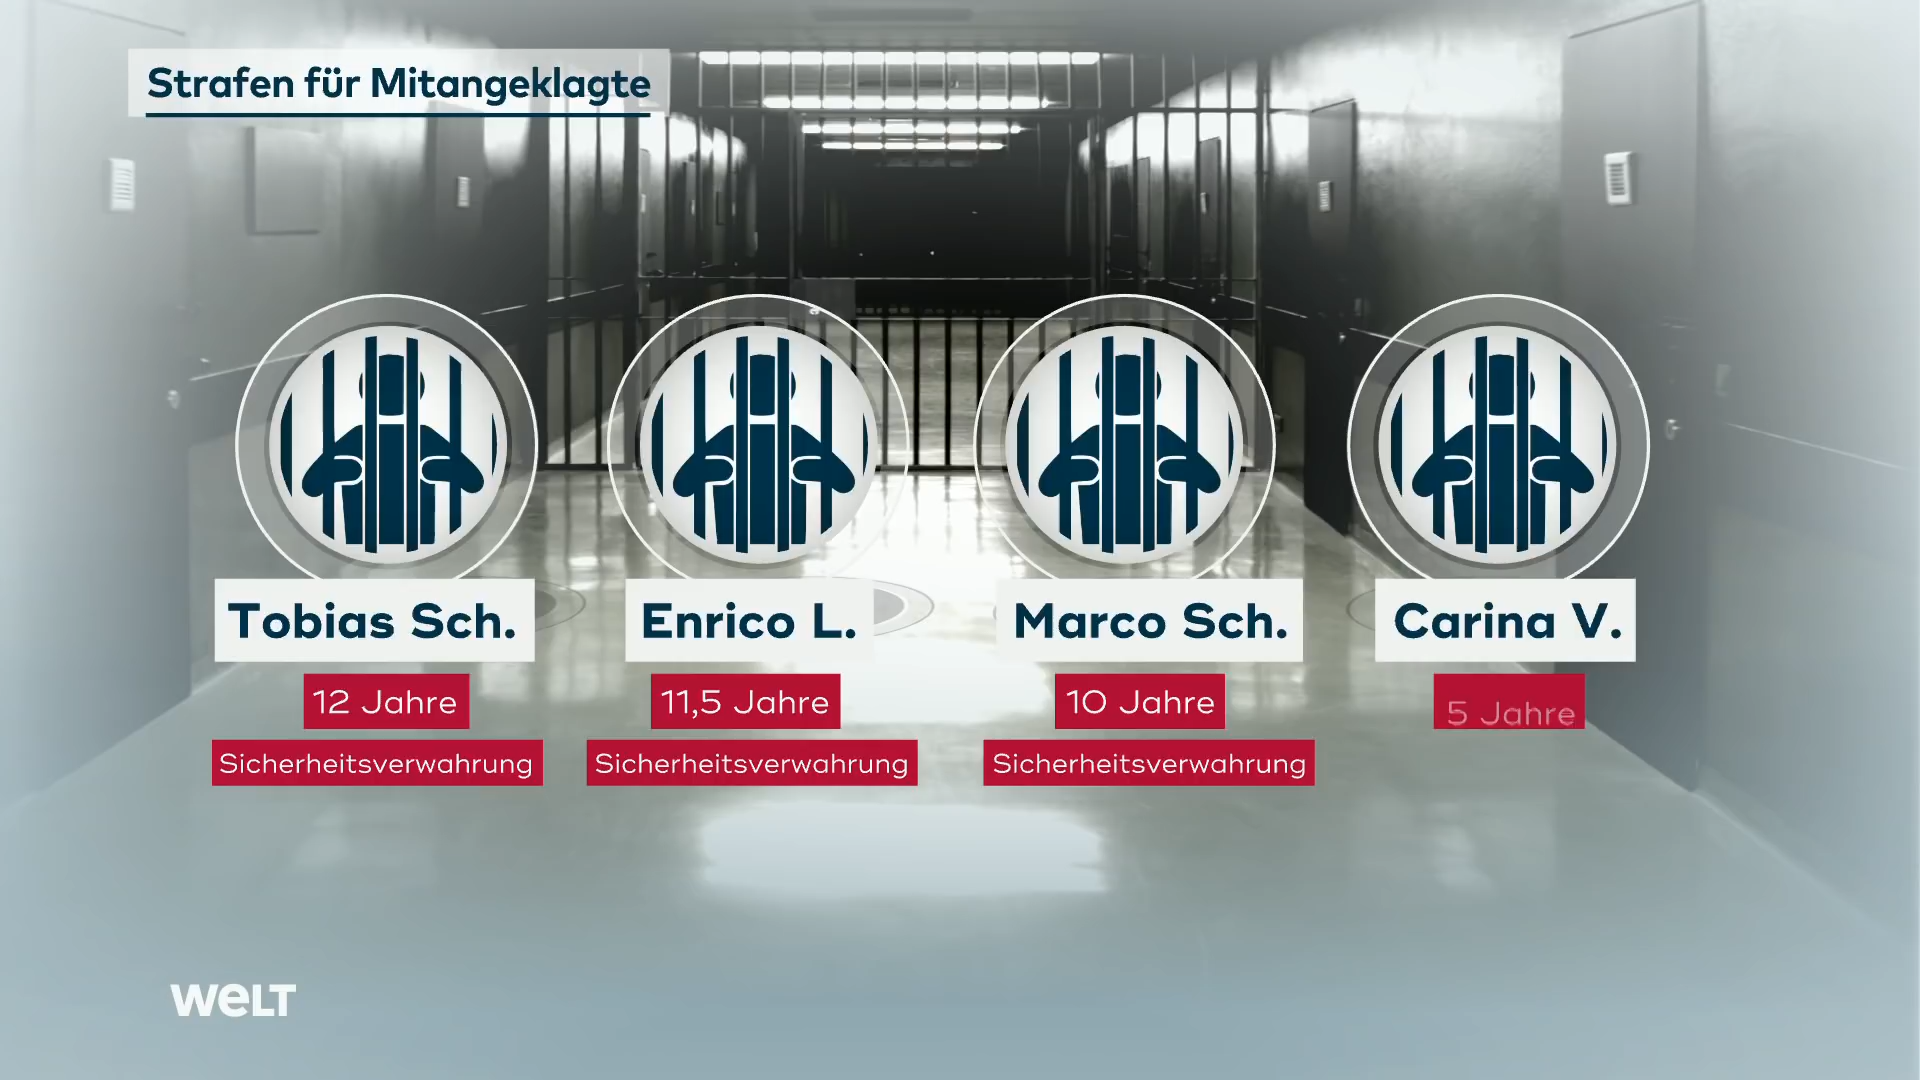 Strafen für Mitangeklagte
Tobias Sch.
12 Jahre
Sicherheitsverwahrung
Enrico L.
11,5 Jahre
Sicherheitsverwahrung
Marco Sch.
10 Jahre
Sicherheitsverwahrung
Carina V.
5 Jahre
WELT